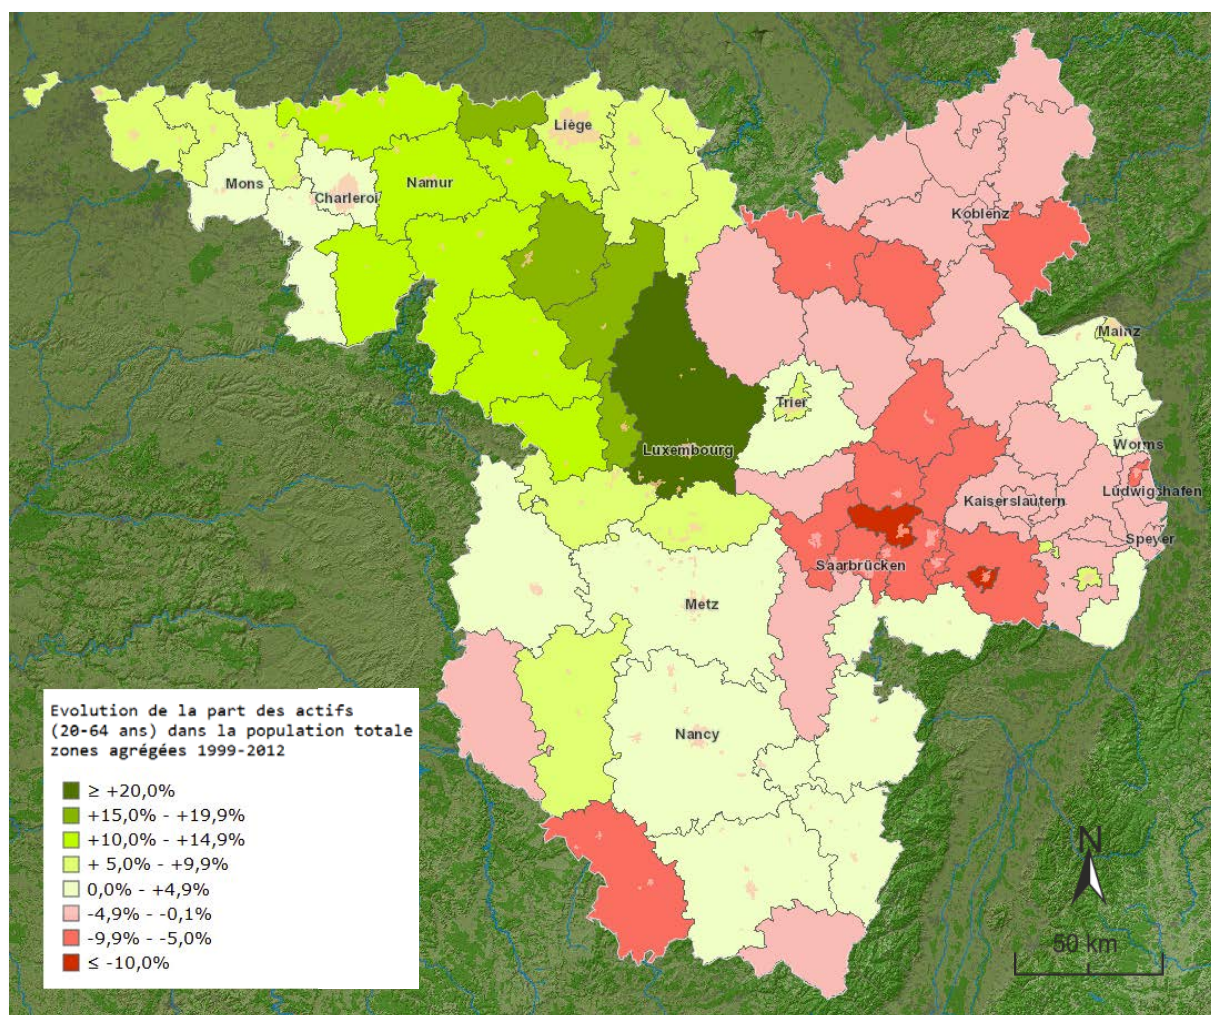 Liège
Mons
Charleroi
Namur
Koblenz
Mainz
Trier
Worms
Luxembourg
Kaiserslautern
Ludwigshafen
Speyer
Saarbrücken
Metz
Nancy
Evolution de la part des actifs
(20-64 ans) dans la population totale
zones agrégées 1999-2012
≥ +20,0%
+15,0% - +19,9%
+10,0% - +14,9%
+ 5,0% - +9,9%
0,0% - +4,9%
-4,9% - -0,1%
-9,9% - -5,0%
≤ -10,0%
N
50 km